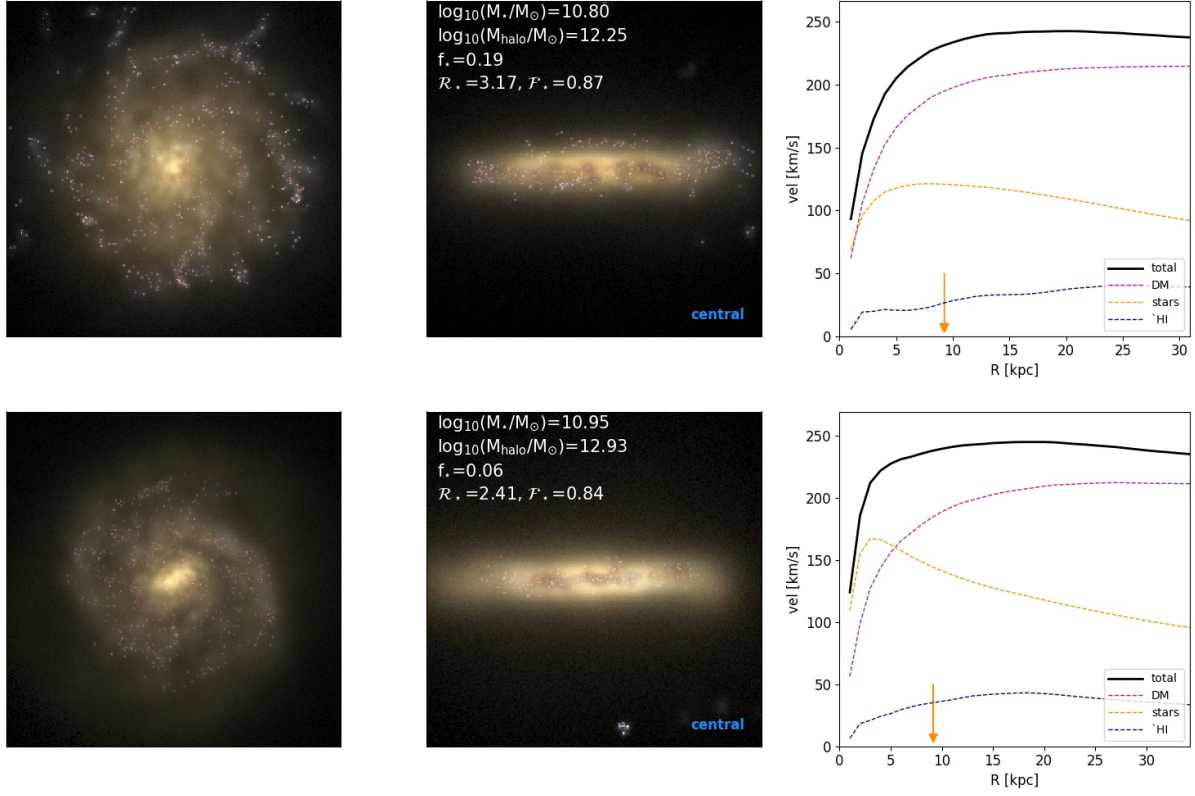 log₁₀(M⋆/M☉)=10.80
log₁₀(Mhalo/M☉)=12.25
f⋆=0.19
ℛ⋆=3.17, ℱ⋆=0.87
central
250
200
150
100
50
0
vel [km/s]
total
DM
stars
`HI
0 5 10 15 20 25 30
R [kpc]
log₁₀(M⋆/M☉)=10.95
log₁₀(Mhalo/M☉)=12.93
f⋆=0.06
ℛ⋆=2.41, ℱ⋆=0.84
central
250
200
150
100
50
0
vel [km/s]
total
DM
stars
`HI
0 5 10 15 20 25 30
R [kpc]